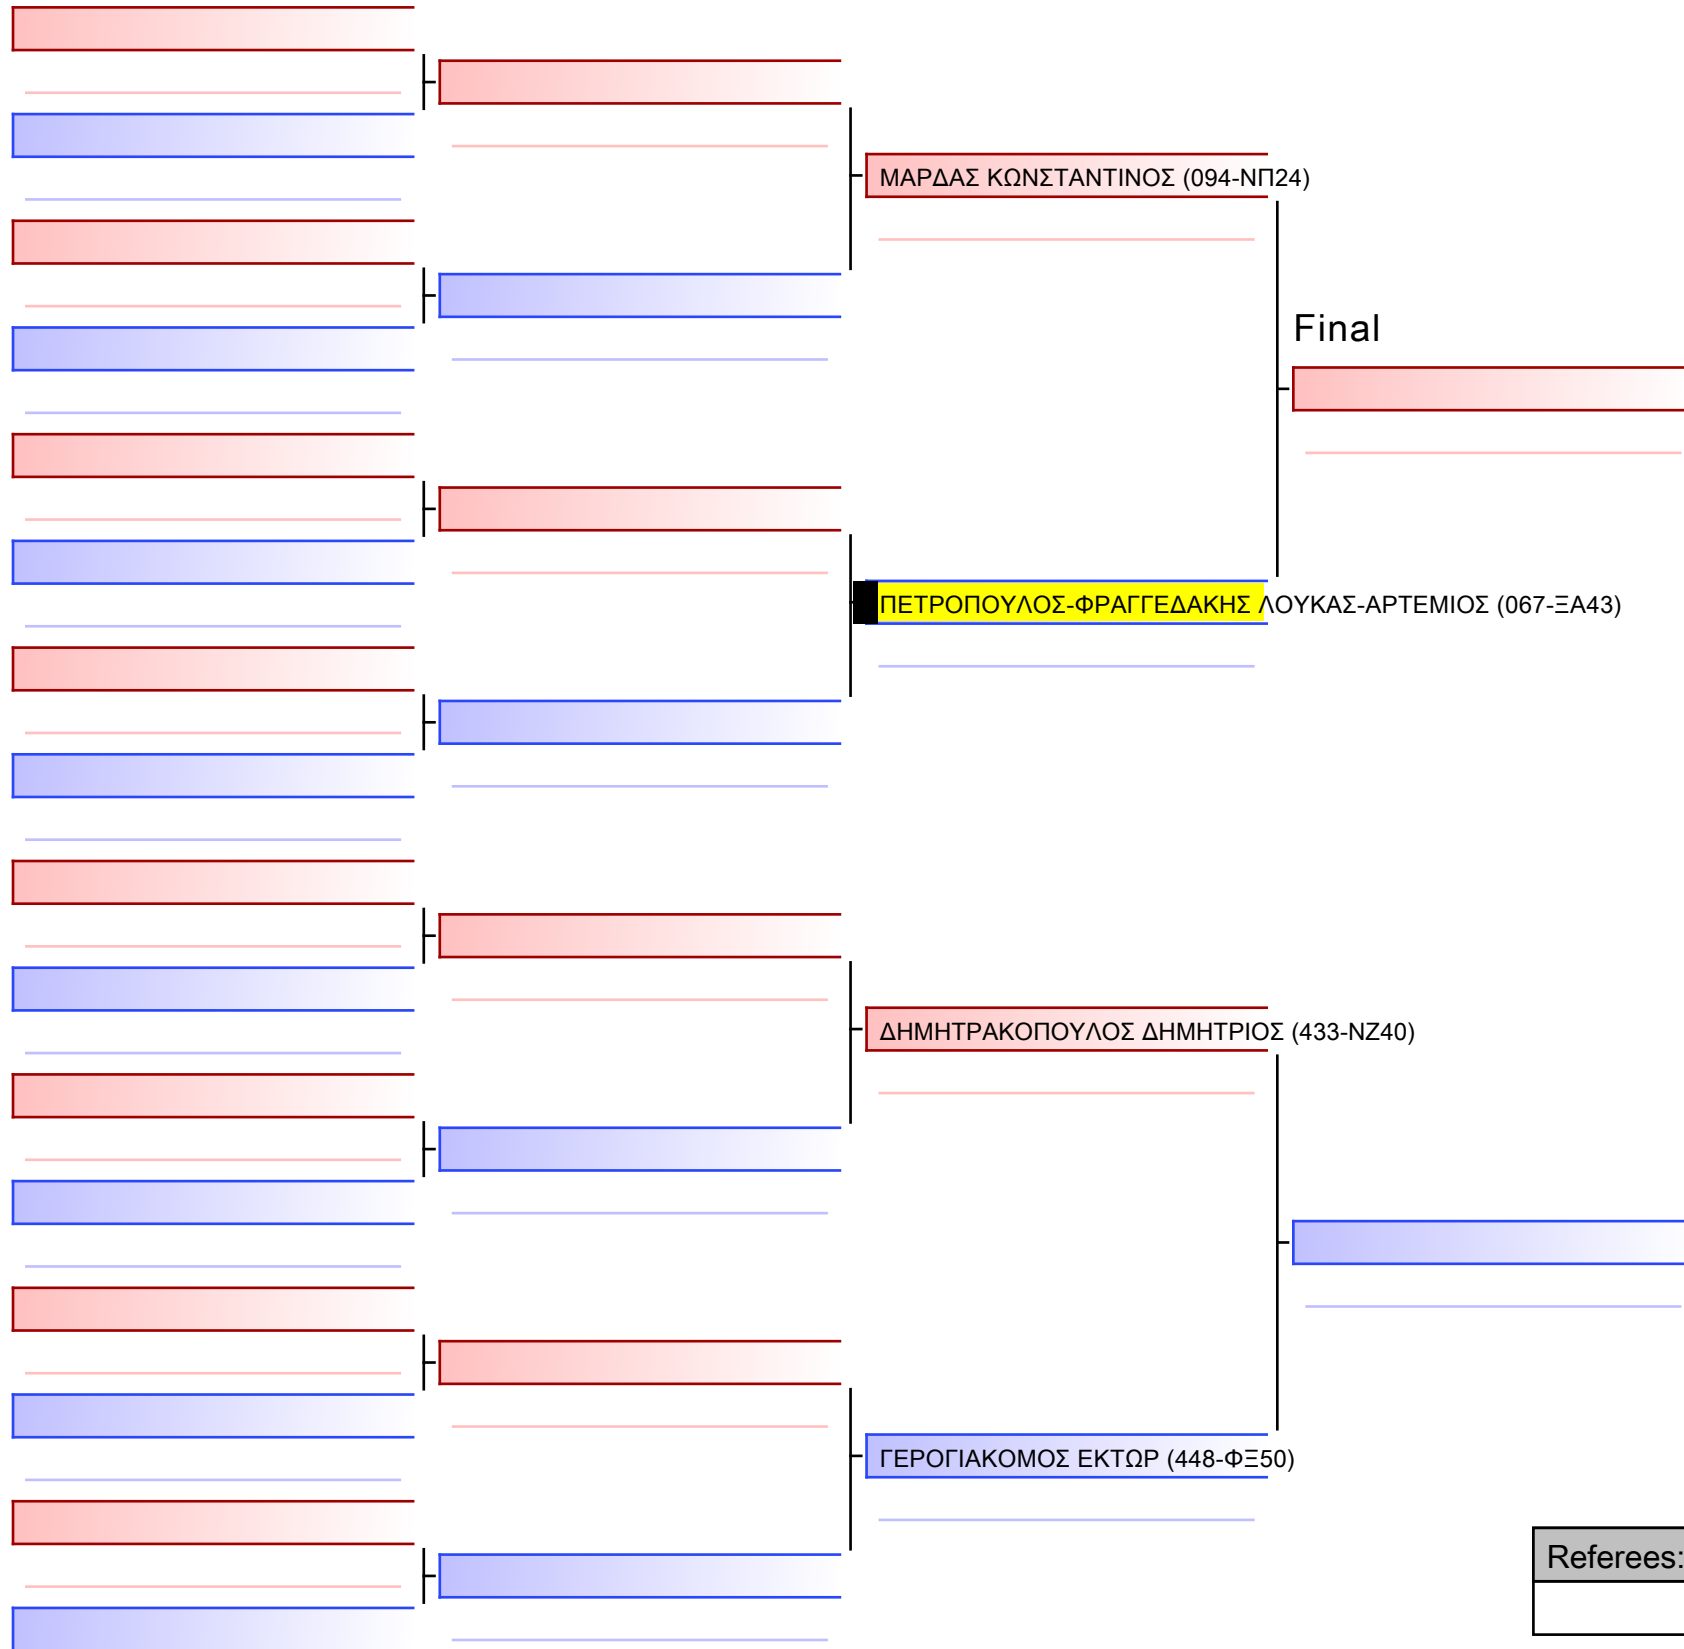 ΜΑΡΔΑΣ ΚΩΝΣΤΑΝΤΙΝΟΣ (094-ΝΠ24)
Final
ΠΕΤΡΟΠΟΥΛΟΣ-ΦΡΑΓΓΕΔΑΚΗΣ ΛΟΥΚΑΣ-ΑΡΤΕΜΙΟΣ (067-ΞΑ43)
ΔΗΜΗΤΡΑΚΟΠΟΥΛΟΣ ΔΗΜΗΤΡΙΟΣ (433-ΝΖ40)
ΓΕΡΟΓΙΑΚΟΜΟΣ ΕΚΤΩΡ (448-ΦΞ50)
Referees: